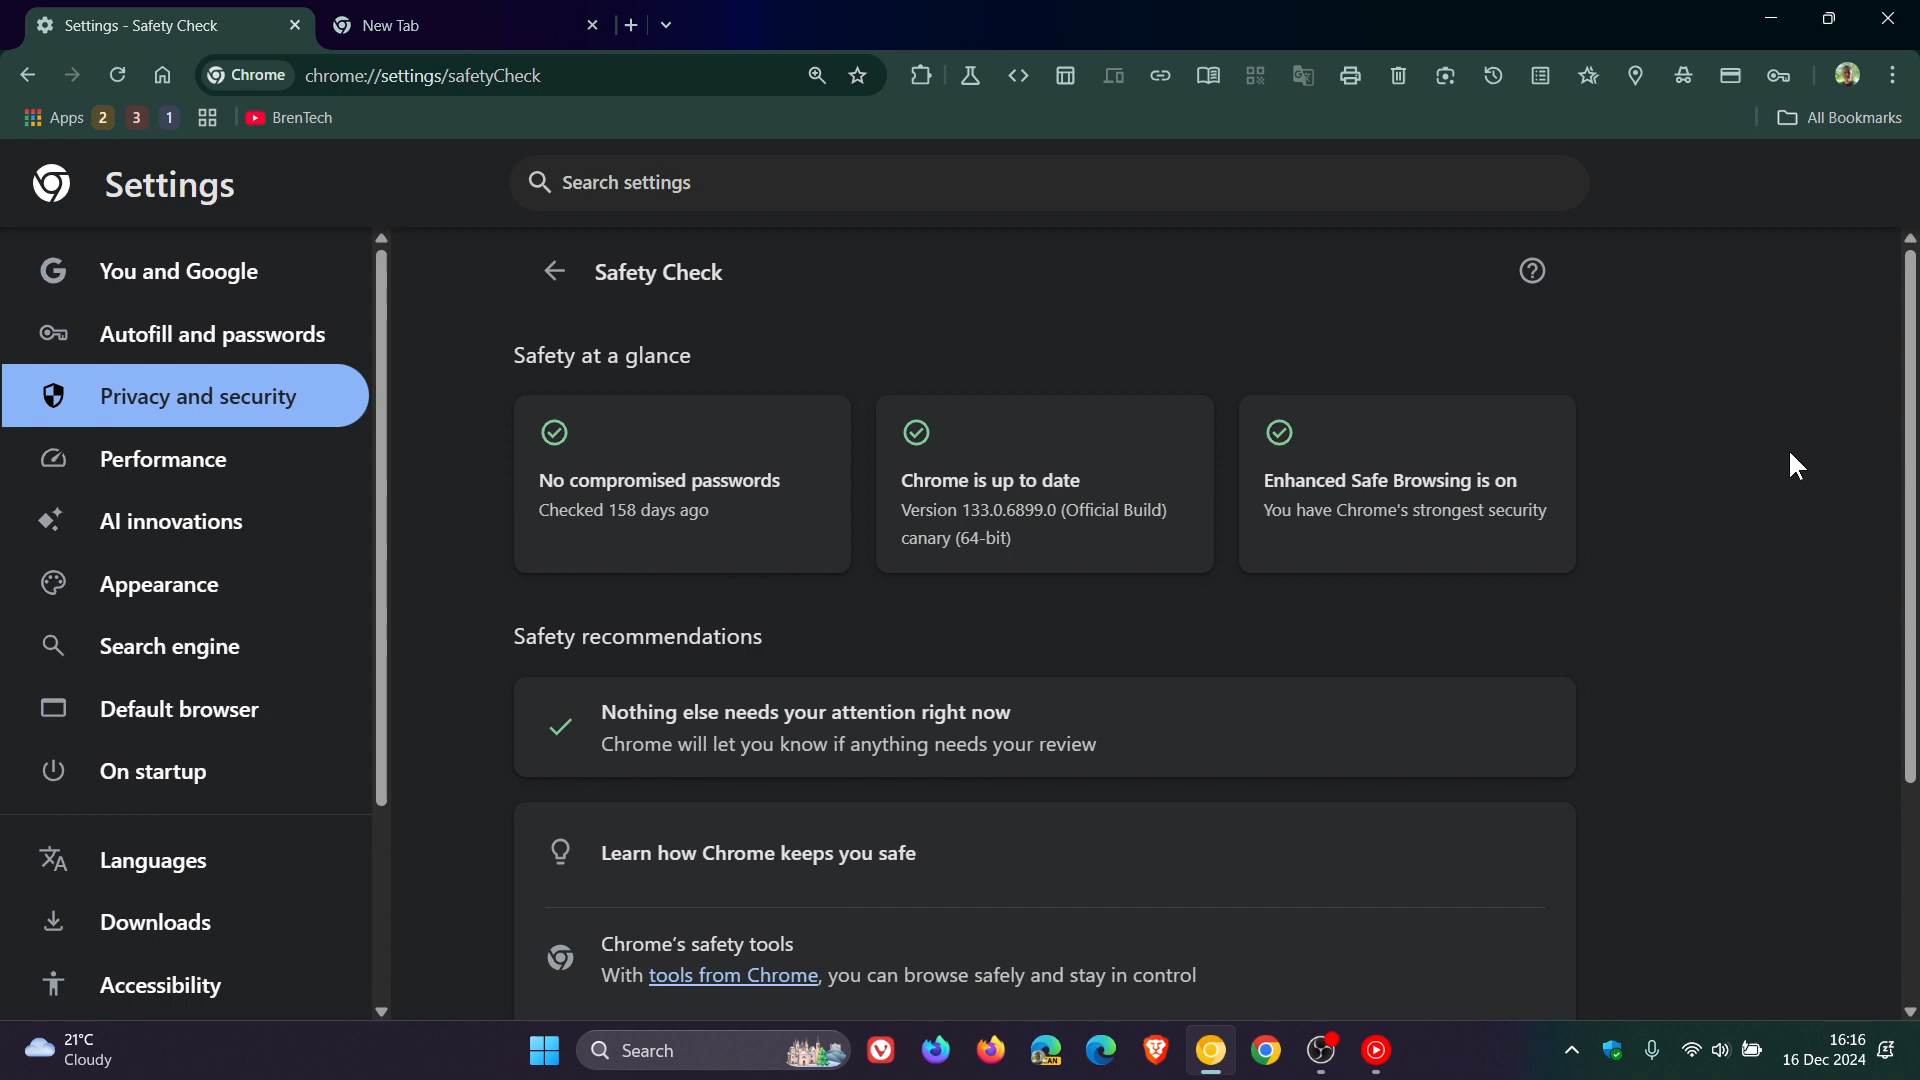 Settings - Safety Check
New Tab
Chrome
chrome://settings/safetyCheck
Apps
2
3
1
BrenTech
All Bookmarks
Settings
Search settings
You and Google
Autofill and passwords
Privacy and security
Performance
AI innovations
Appearance
Search engine
Default browser
On startup
Languages
Downloads
Accessibility
Safety Check
Safety at a glance
No compromised passwords
Checked 158 days ago
Chrome is up to date
Version 133.0.6899.0 (Official Build)
canary (64-bit)
Enhanced Safe Browsing is on
You have Chrome's strongest security
Safety recommendations
Nothing else needs your attention right now
Chrome will let you know if anything needs your review
Learn how Chrome keeps you safe
Chrome's safety tools
With tools from Chrome, you can browse safely and stay in control
21°C
Cloudy
Search
CAN
16:16
16 Dec 2024